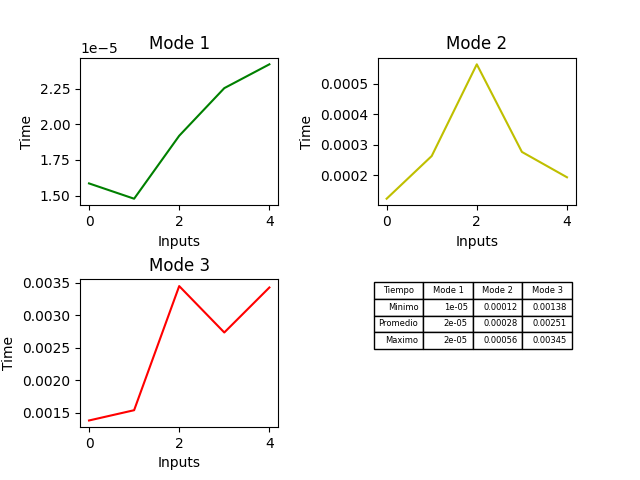 Mode 1
1e−5
2.25
2.00
1.75
1.50
Time
0 2 4
Inputs
Mode 2
0.0005
0.0004
0.0003
0.0002
Time
0 2 4
Inputs
Mode 3
0.0035
0.0030
0.0025
0.0020
0.0015
Time
0 2 4
Inputs
Tiempo Mode 1 Mode 2 Mode 3
Minimo 1e-05 0.00012 0.00138
Promedio 2e-05 0.00028 0.00251
Maximo 2e-05 0.00056 0.00345